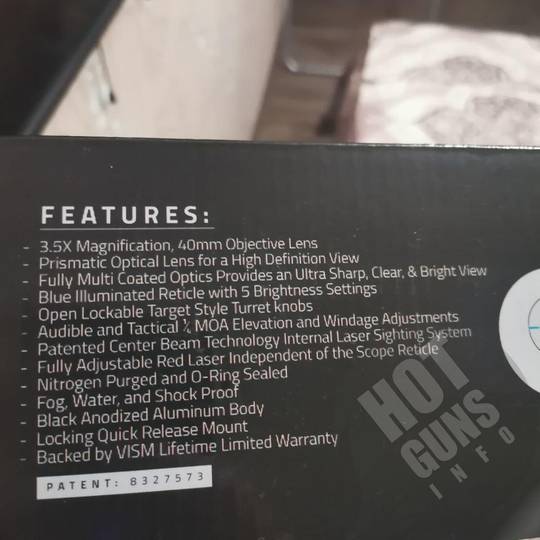 FEATURES:
- 3.5X Magnification, 40mm Objective Lens
- Prismatic Optical Lens for a High Definition View
- Fully Multi Coated Optics Provides an Ultra Sharp, Clear, & Bright View
- Blue Illuminated Reticle with 5 Brightness Settings
- Open Lockable Target Style Turret knobs
- Audible and Tactical ¼ MOA Elevation and Windage Adjustments
- Patented Center Beam Technology Internal Laser Sighting System
- Fully Adjustable Red Laser Independent of the Scope Reticle
- Nitrogen Purged and O-Ring Sealed
- Fog, Water, and Shock Proof
- Black Anodized Aluminum Body
- Locking Quick Release Mount
- Backed by VISM Lifetime Limited Warranty
PATENT: 8327573
HOT
GUNS
INFO